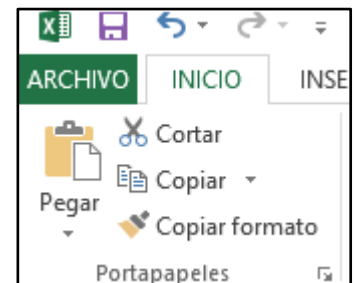 ARCHIVO INICIO INSE
Cortar
Copiar
Pegar
Copiar formato
Portapapeles